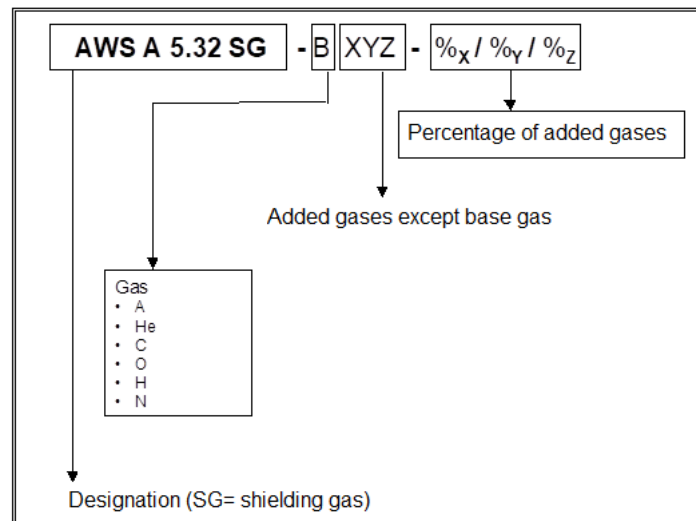 AWS A 5.32 SG - B XYZ - %X / %Y / %Z
Percentage of added gases
Added gases except base gas
Gas
• A
• He
• C
• O
• H
• N
Designation (SG= shielding gas)